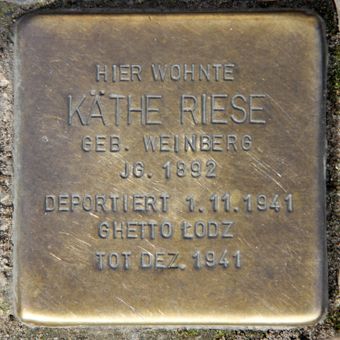 HIER WOHNTE
KÄTHE RIESE
GEB. WEINBERG
JG. 1892
DEPORTIERT 1.11.1941
GHETTO ŁODZ
TOT DEZ. 1941